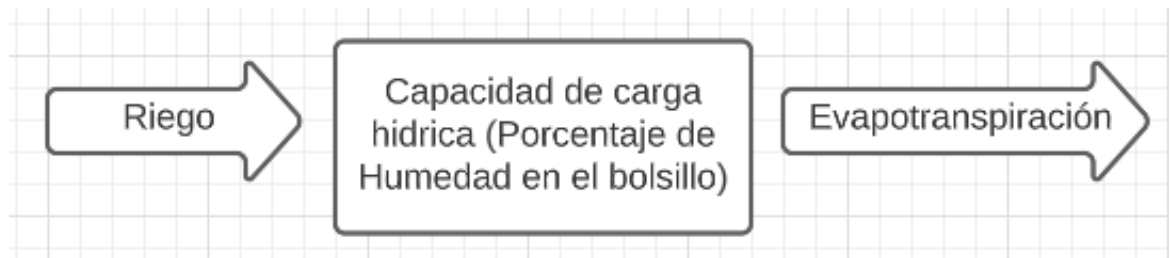 Riego
Capacidad de carga
hidrica (Porcentaje de
Humedad en el bolsillo)
Evapotranspiración